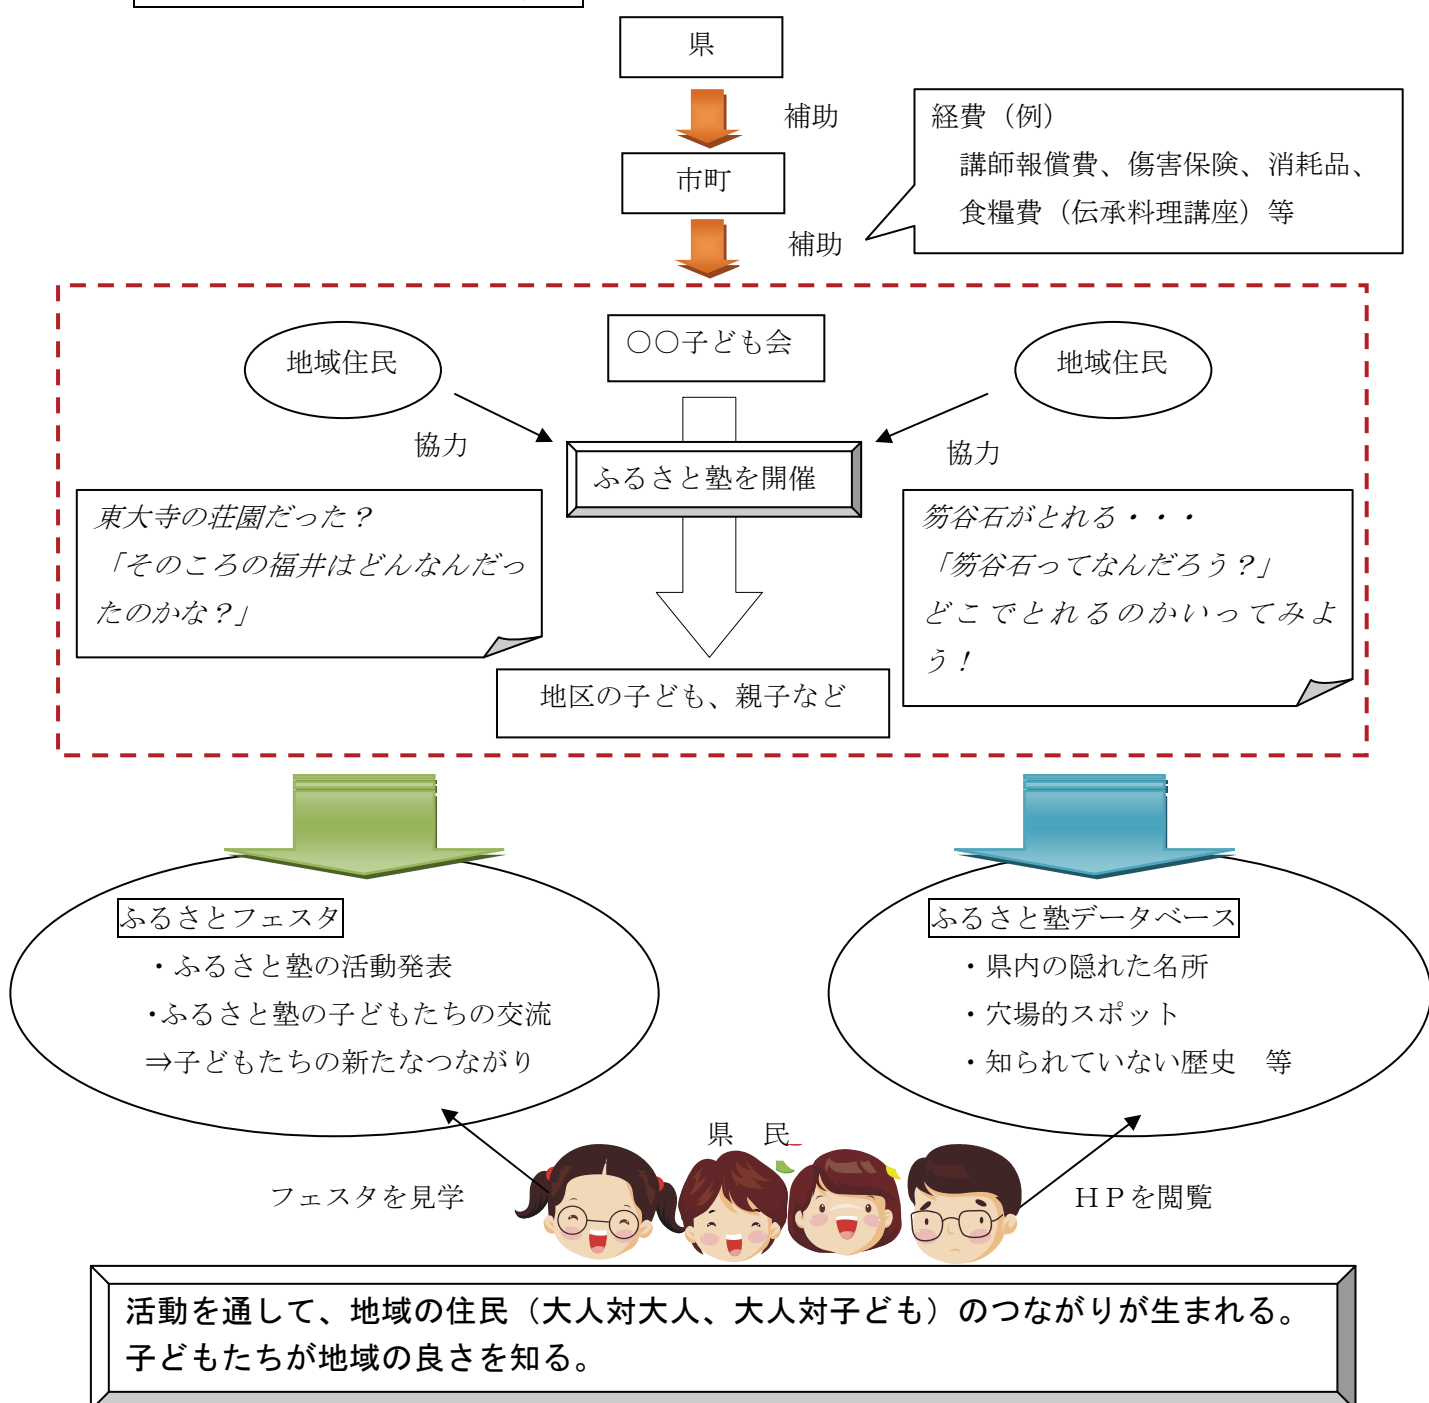 県
補助
経費（例）
講師報償費、傷害保険、消耗品、
食糧費（伝承料理講座）等
市町
補助
〇〇子ども会
地域住民
地域住民
協力
協力
ふるさと塾を開催
東大寺の荘園だった？
「そのころの福井はどんなんだっ
たのかな？」
笏谷石がとれる・・・
「笏谷石ってなんだろう？」
どこでとれるのかいってみよ
う！
地区の子ども、親子など
ふるさとフェスタ
・ふるさと塾の活動発表
・ふるさと塾の子どもたちの交流
⇒子どもたちの新たなつながり
ふるさと塾データベース
・県内の隠れた名所
・穴場的スポット
・知られていない歴史　等
県　民
フェスタを見学
ＨＰを閲覧
活動を通して、地域の住民（大人対大人、大人対子ども）のつながりが生まれる。
子どもたちが地域の良さを知る。